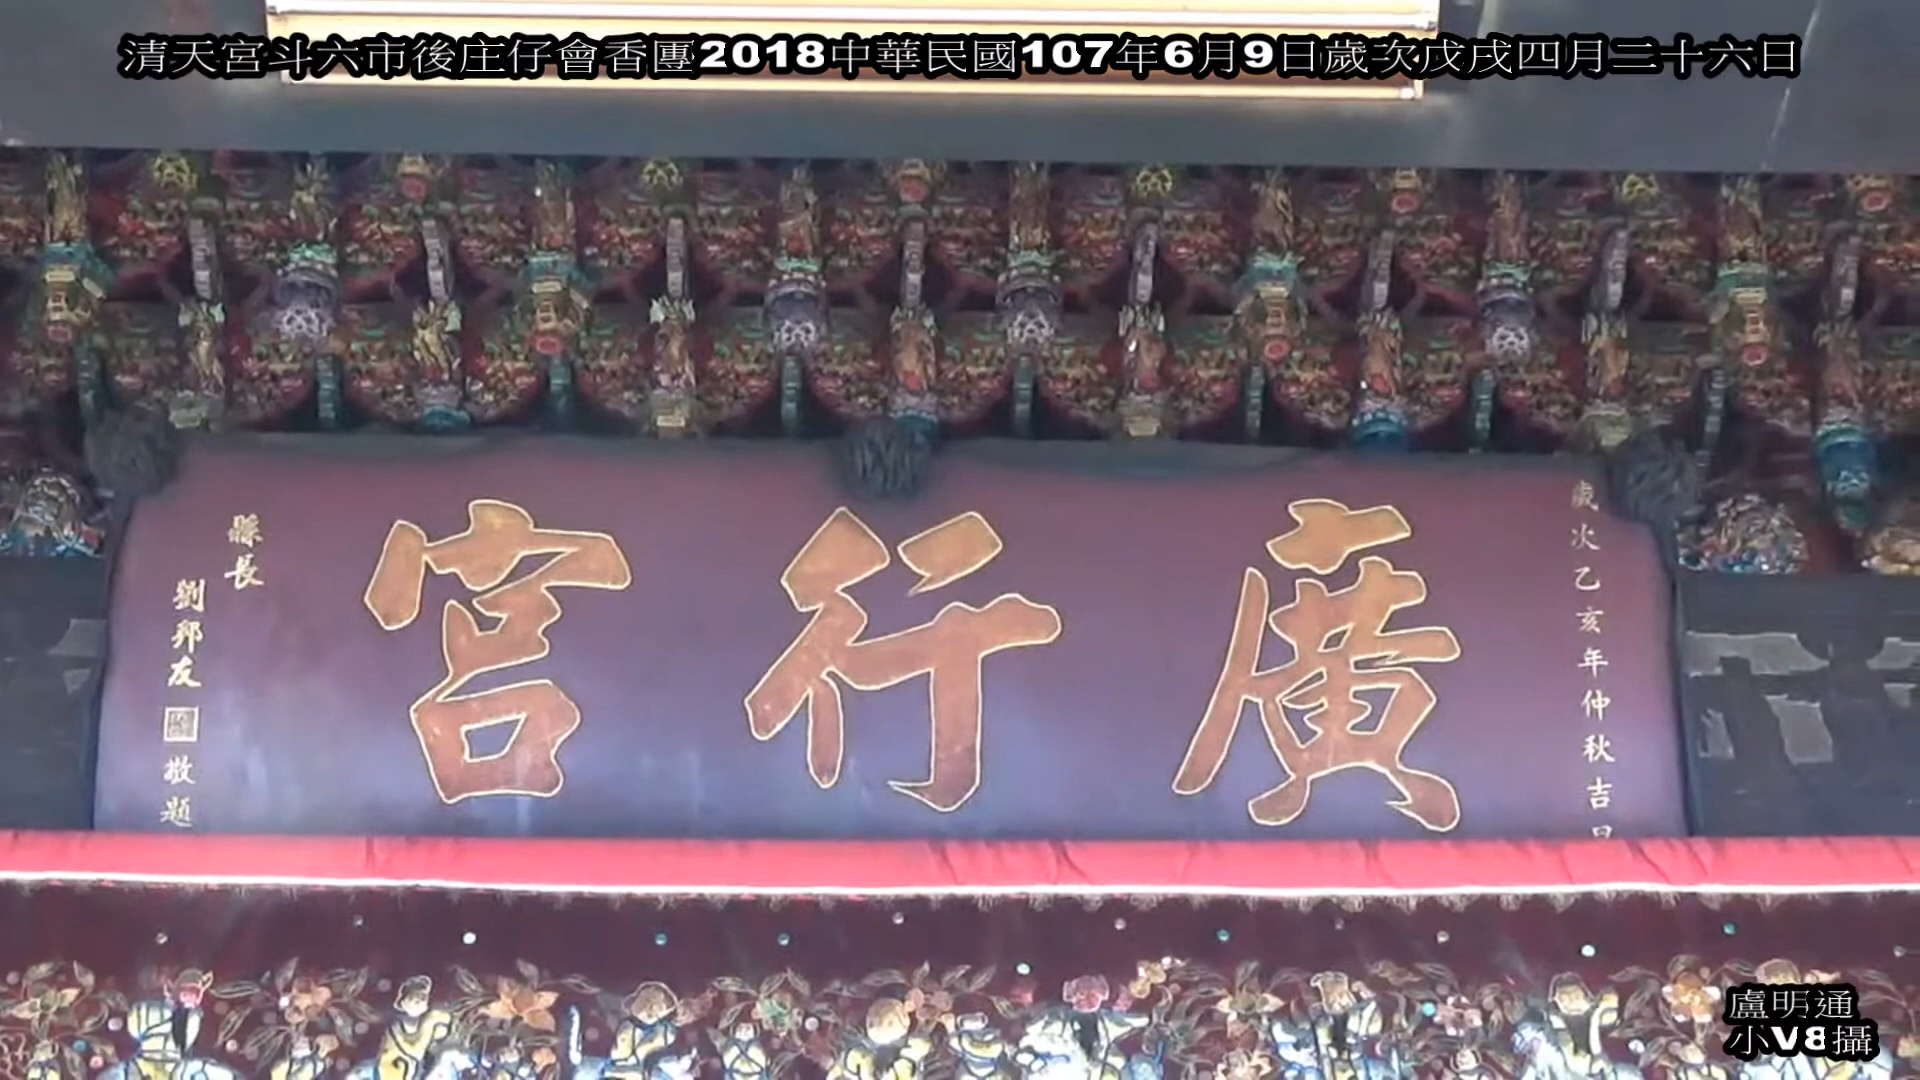 清天宮斗六市後庄仔會香團2018中華民國107年6月9日歲次戊戌四月二十六日
歲次乙亥年仲秋吉日
廣行宮
縣長
劉邦友
敬題
盧明通
小V8攝